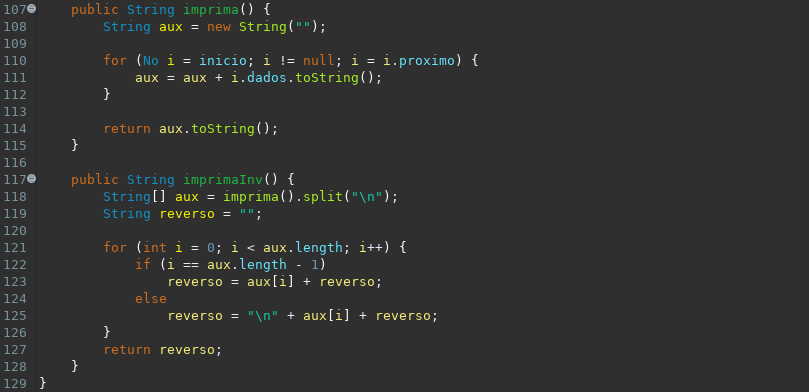 107 public String imprima() {
108 String aux = new String("");
109
110 for (No i = inicio; i != null; i = i.proximo) {
111 aux = aux + i.dados.toString();
112 }
113
114 return aux.toString();
115 }
116
117 public String imprimaInv() {
118 String[] aux = imprima().split("\n");
119 String reverso = "";
120
121 for (int i = 0; i < aux.length; i++) {
122 if (i == aux.length - 1)
123 reverso = aux[i] + reverso;
124 else
125 reverso = "\n" + aux[i] + reverso;
126 }
127 return reverso;
128 }
129 }